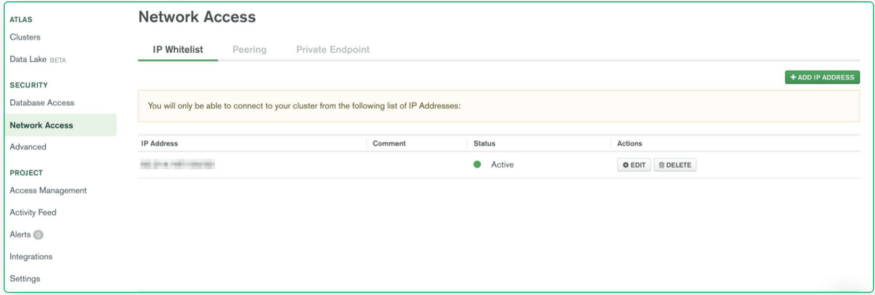 ATLAS
Clusters
Data Lake BETA
SECURITY
Database Access
Network Access
Advanced
PROJECT
Access Management
Activity Feed
Alerts 0
Integrations
Settings
Network Access
IP Whitelist Peering Private Endpoint
+ ADD IP ADDRESS
You will only be able to connect to your cluster from the following list of IP Addresses:
IP Address Comment Status Actions
Active EDIT DELETE